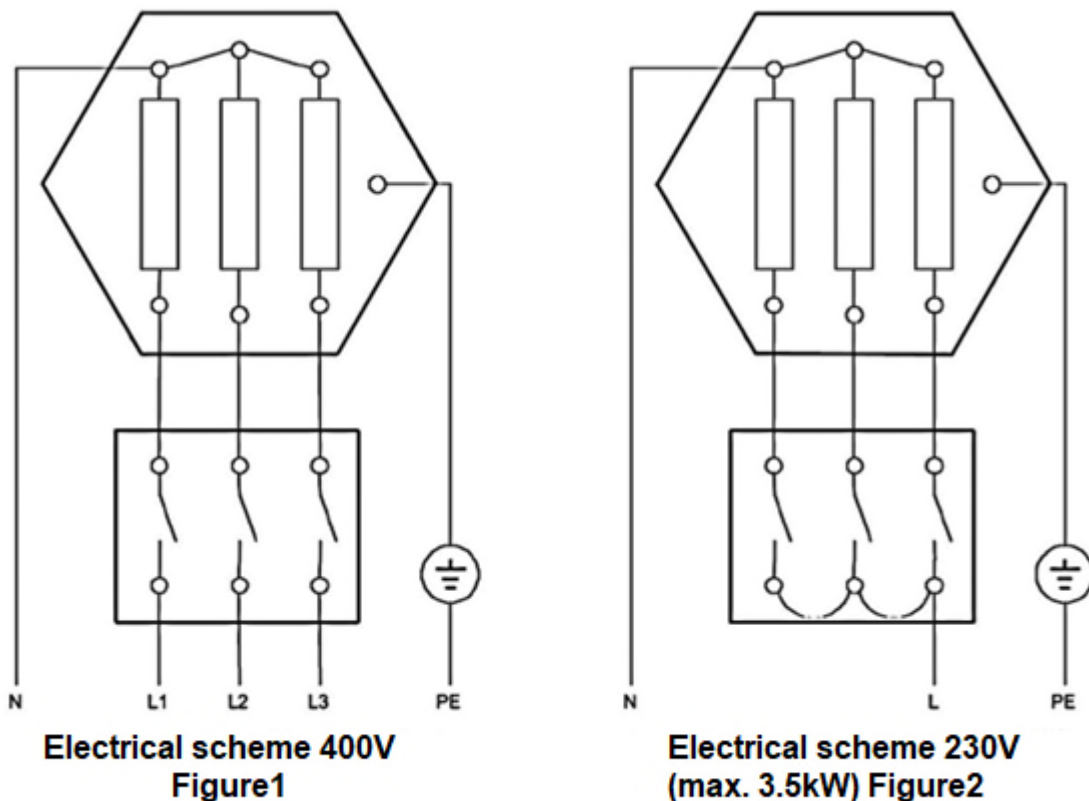 N L1 L2 L3 PE
Electrical scheme 400V
Figure1
N L PE
Electrical scheme 230V
(max. 3.5kW) Figure2